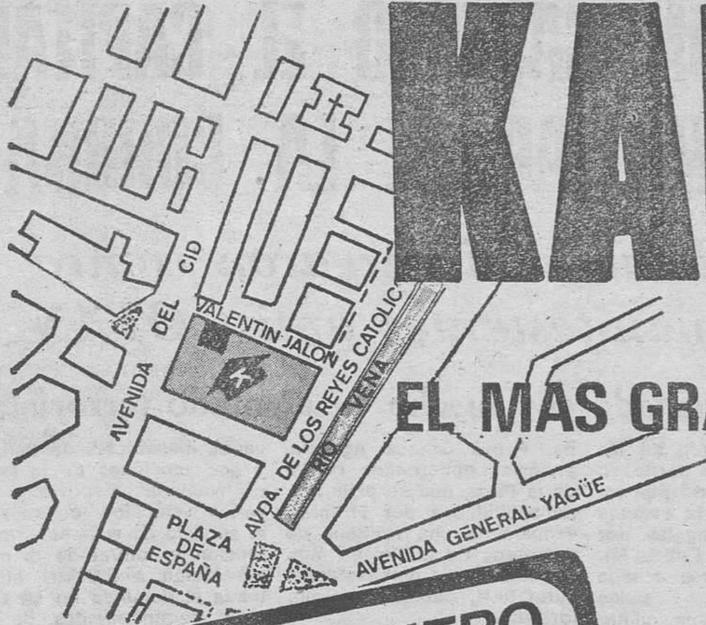 KA
AVENIDA DEL CID
VALENTIN JALON
AVDA. DE LOS REYES CATOLIC
RIO VENA
EL MAS GRA
AVENIDA GENERAL YAGÜE
PLAZA
DE
ESPAÑA